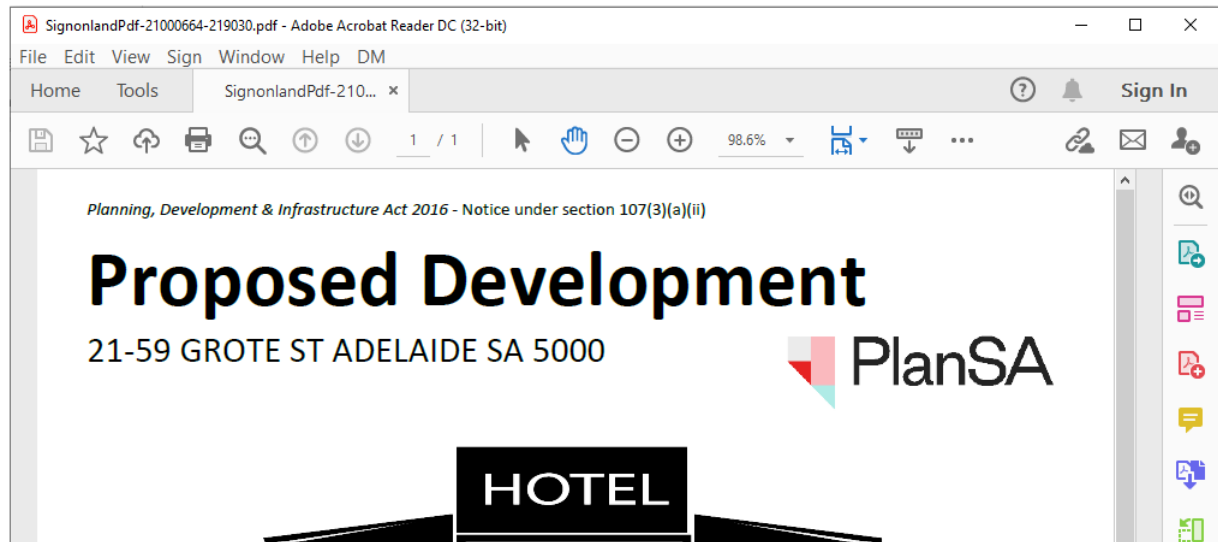 SignonlandPdf-21000664-219030.pdf - Adobe Acrobat Reader DC (32-bit)
File Edit View Sign Window Help DM
Home Tools SignonlandPdf-210... × ? Sign In
1 / 1 98.6%
Planning, Development & Infrastructure Act 2016 - Notice under section 107(3)(a)(ii)
Proposed Development
21-59 GROTE ST ADELAIDE SA 5000
PlanSA
HOTEL